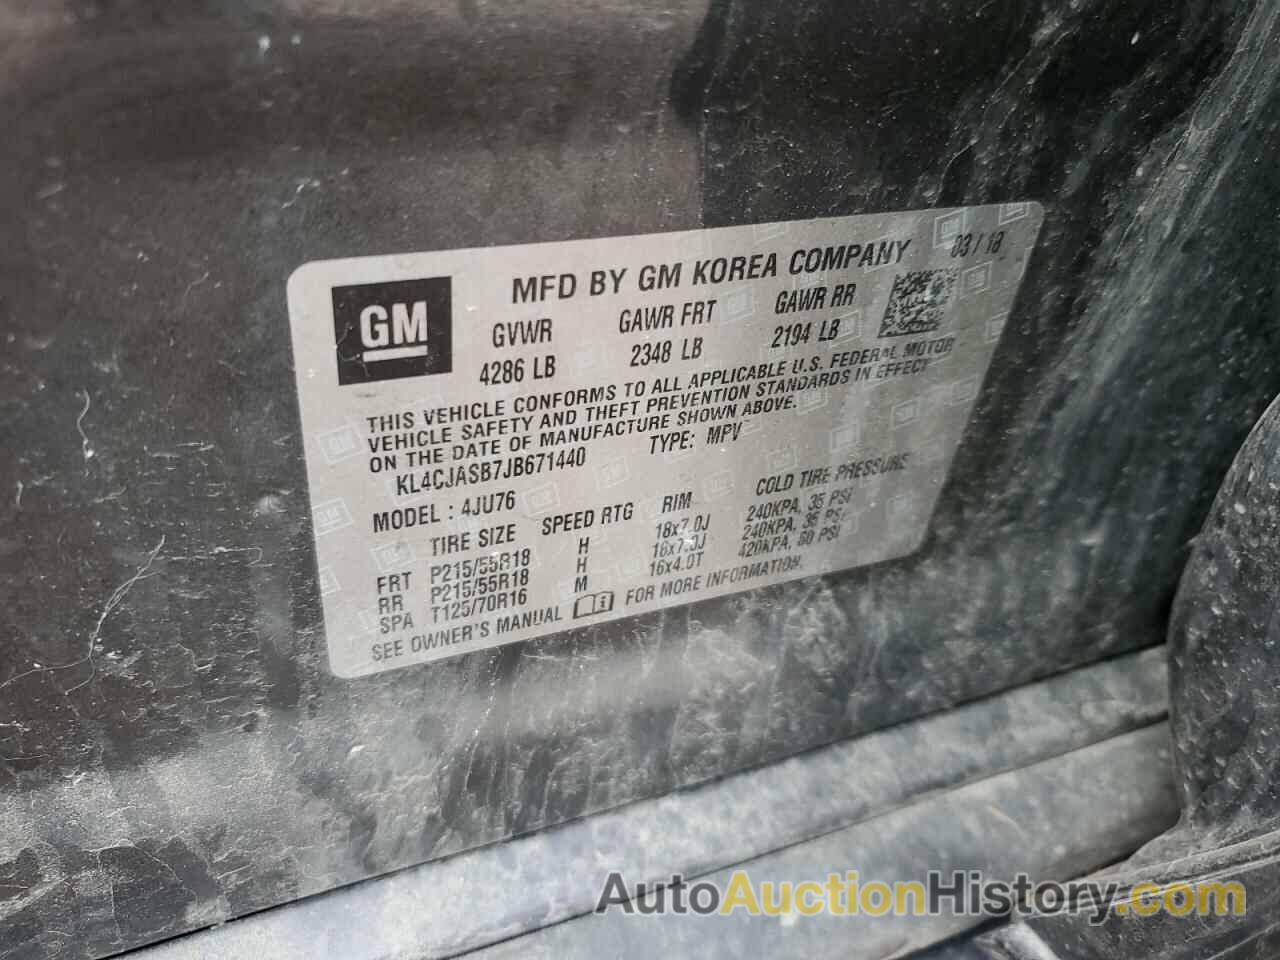 GM
MFD BY GM KOREA COMPANY 03 / 18
GVWR GAWR FRT GAWR RR
4286 LB 2348 LB 2194 LB
THIS VEHICLE CONFORMS TO ALL APPLICABLE U.S. FEDERAL MOTOR
VEHICLE SAFETY AND THEFT PREVENTION STANDARDS IN EFFECT
ON THE DATE OF MANUFACTURE SHOWN ABOVE.
KL4CJASB7JB671440 TYPE: MPV
MODEL : 4JU76
TIRE SIZE SPEED RTG RIM COLD TIRE PRESSURE
FRT P215/55R18 H 18x7.0J 240KPA, 35 PSI
RR P215/55R18 H 18x7.0J 240KPA, 35 PSI
SPA T125/70R16 M 16x4.0T 420KPA, 60 PSI
SEE OWNER'S MANUAL FOR MORE INFORMATION.
AutoAuctionHistory.com